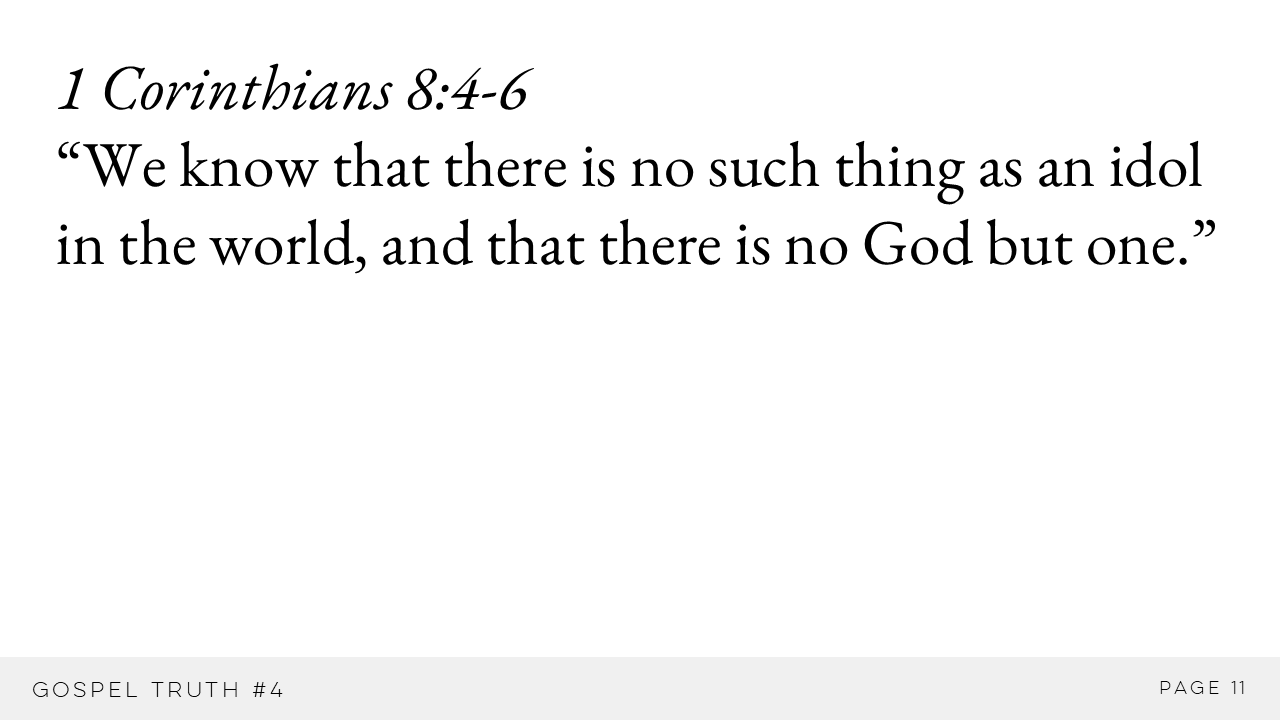 1 Corinthians 8:4-6
“We know that there is no such thing as an idol
in the world, and that there is no God but one.”
GOSPEL TRUTH #4
PAGE 11